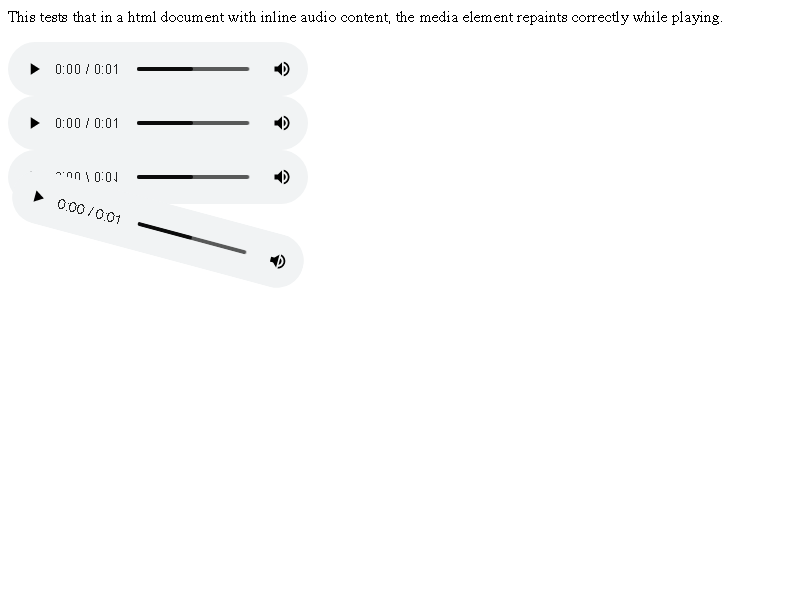 This tests that in a html document with inline audio content, the media element repaints correctly while playing.
0:00 / 0:01
0:00 / 0:01
0:00 / 0:01